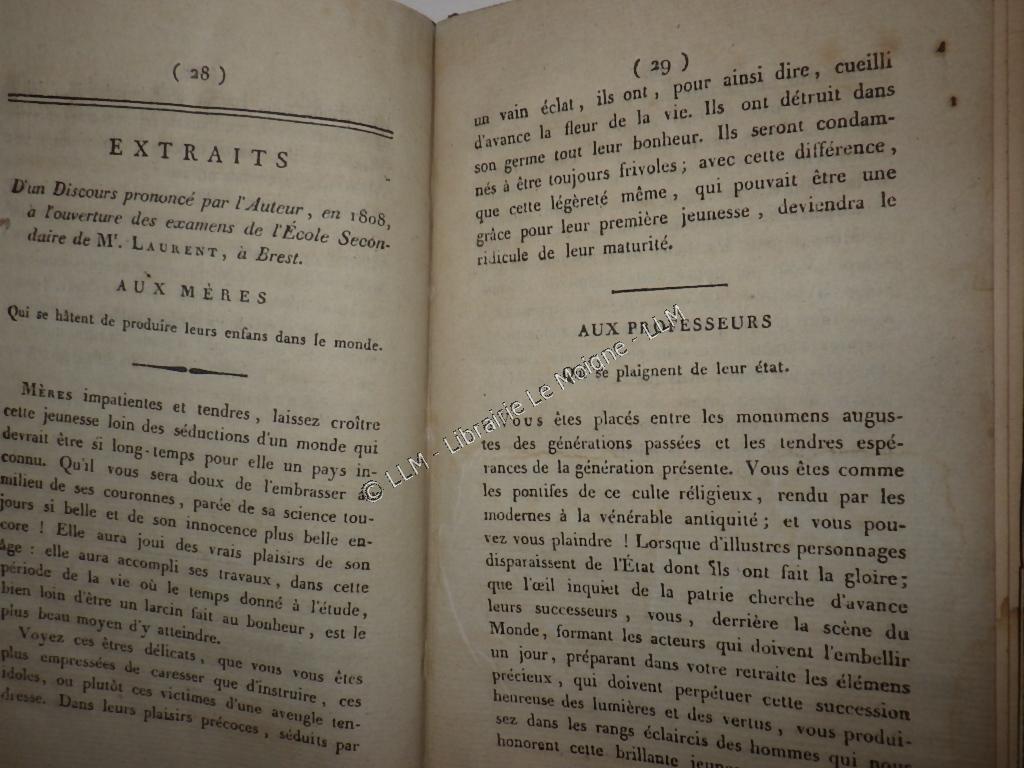 ( 28 )
EXTRAITS
D'un Discours prononcé par l'Auteur, en 1808,
à l'ouverture des examens de l'École Secon-
daire de Mr. LAURENT, à Brest.
AUX MÈRES
Qui se hâtent de produire leurs enfans dans le monde.
MÈRES impatientes et tendres, laissez croître
cette jeunesse loin des séductions d'un monde qui
devrait être si long-temps pour elle un pays in-
connu. Qu'il vous sera doux de l'embrasser au
milieu de ses couronnes, parée de sa science tou-
jours si belle et de son innocence plus belle en-
core ! Elle aura joui des vrais plaisirs de son
âge : elle aura accompli ses travaux, dans cette
période de la vie où le temps donné à l'étude,
bien loin d'être un larcin fait au bonheur, est le
plus beau moyen d'y atteindre.
Voyez ces êtres délicats, que vous vous êtes
plus empressées de caresser que d'instruire, ces
idoles, ou plutôt ces victimes d'une aveugle ten-
dresse. Dans leurs plaisirs précoces, séduits par
( 29 )
un vain éclat, ils ont, pour ainsi dire, cueilli
d'avance la fleur de la vie. Ils ont détruit dans
son germe tout leur bonheur. Ils seront condam-
nés à être toujours frivoles ; avec cette différence,
que cette légèreté même, qui pouvait être une
grâce pour leur première jeunesse, deviendra le
ridicule de leur maturité.
AUX PROFESSEURS
Qui se plaignent de leur état.
Vous êtes placés entre les monumens augus-
tes des générations passées et les tendres espé-
rances de la génération présente. Vous êtes comme
les pontifes de ce culte réligieux, rendu par les
modernes à la vénérable antiquité ; et vous pou-
vez vous plaindre ! Lorsque d'illustres personnages
disparaissent de l'État dont ils ont fait la gloire ;
que l'œil inquiet de la patrie cherche d'avance
leurs successeurs, vous, derrière la scène du
Monde, formant les acteurs qui doivent l'embellir
un jour, préparant dans votre retraite les élémens
précieux, qui doivent perpétuer cette succession
heureuse des lumières et des vertus, vous produi-
sez dans les rangs éclaircis des hommes qui nous
honorent cette brillante
© LLM - Librairie Le Moigne - LLM